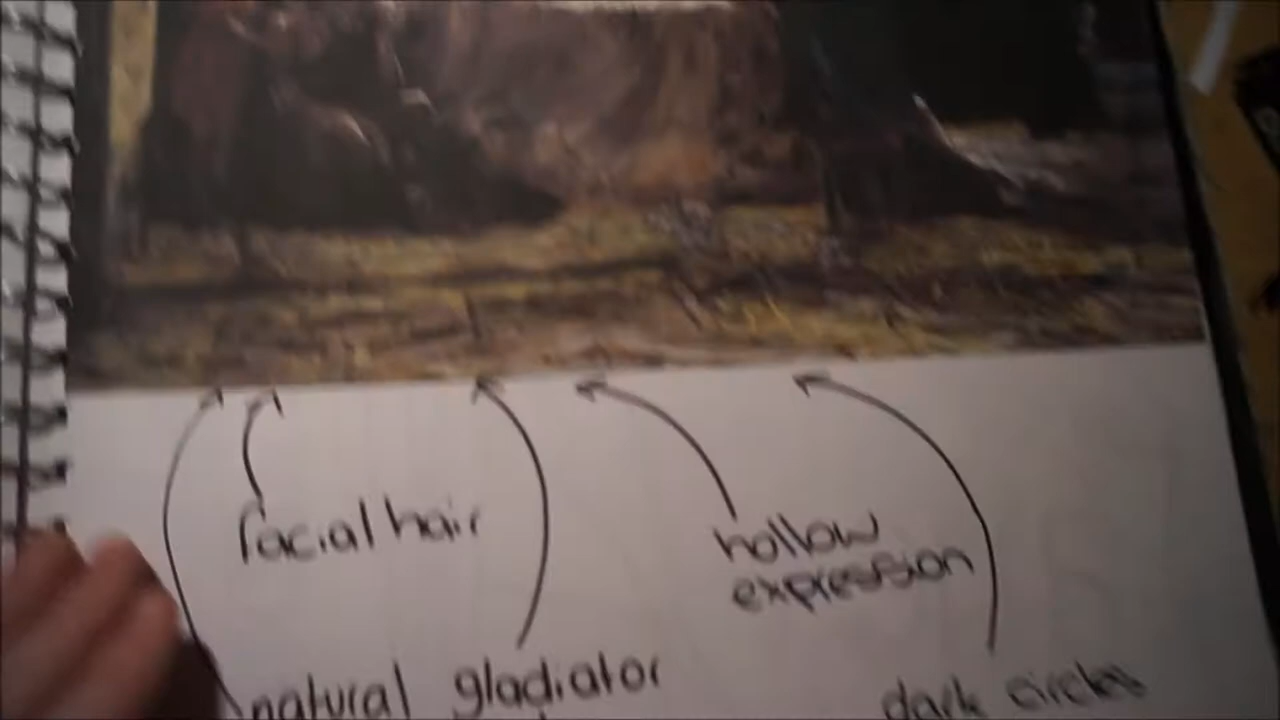 facial hair
hollow
expression
natural gladiator
dark circles